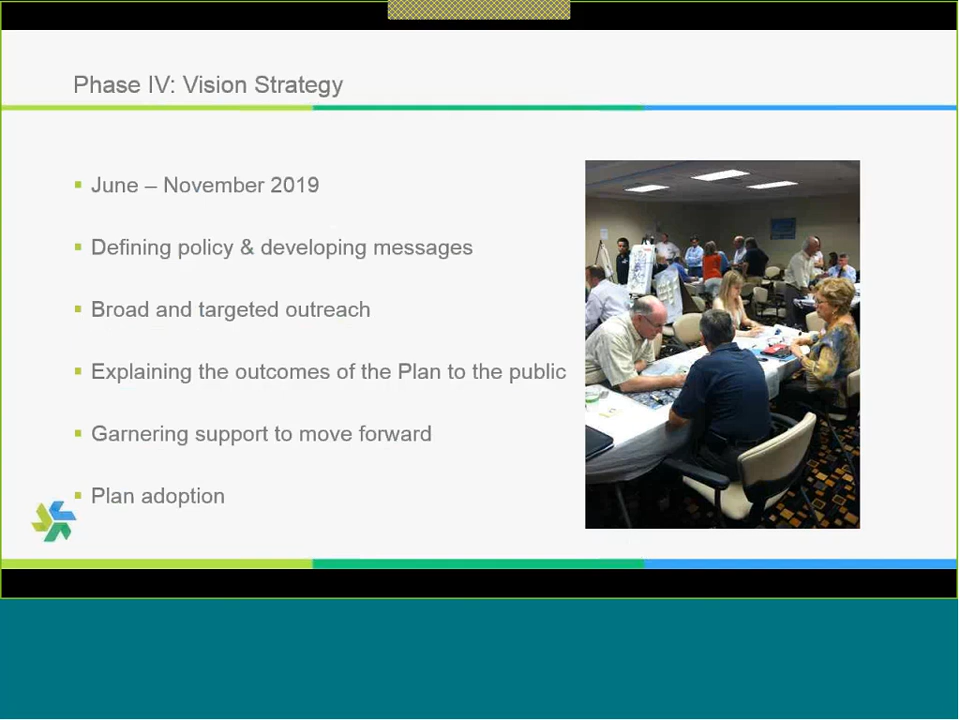 Phase IV: Vision Strategy
June – November 2019
Defining policy & developing messages
Broad and targeted outreach
Explaining the outcomes of the Plan to the public
Garnering support to move forward
Plan adoption